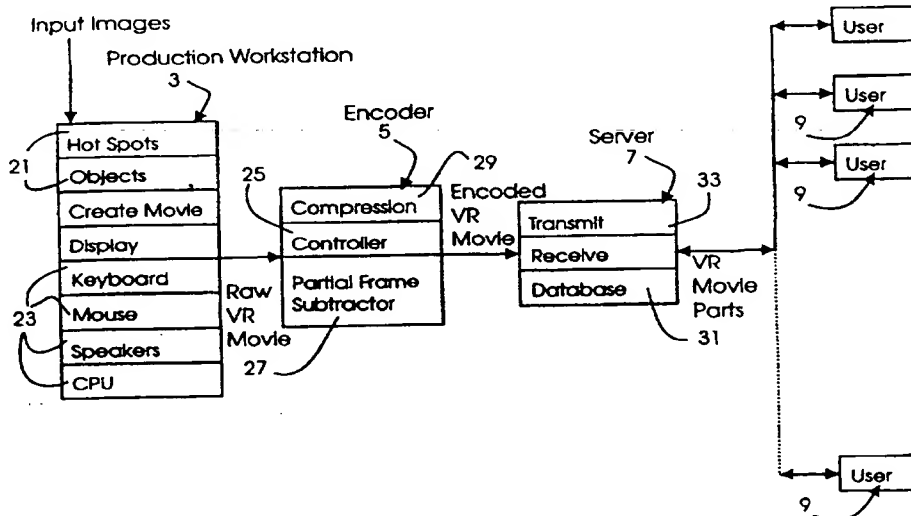 Input Images
Production Workstation
3
Hot Spots
Objects
Create Movie
Display
Keyboard
Mouse
Speakers
CPU
21
23
Raw
VR
Movie
Encoder
5
29
25
Compression
Controller
Partial Frame
Subtractor
27
Encoded
VR
Movie
Server
7
33
Transmit
Receive
Database
31
VR
Movie
Parts
User
User
9
User
9
User
9